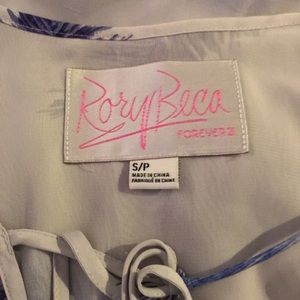 Rory Beca
FOREVER 21
S/P
MADE IN CHINA
FABRIQUÉ EN CHINE